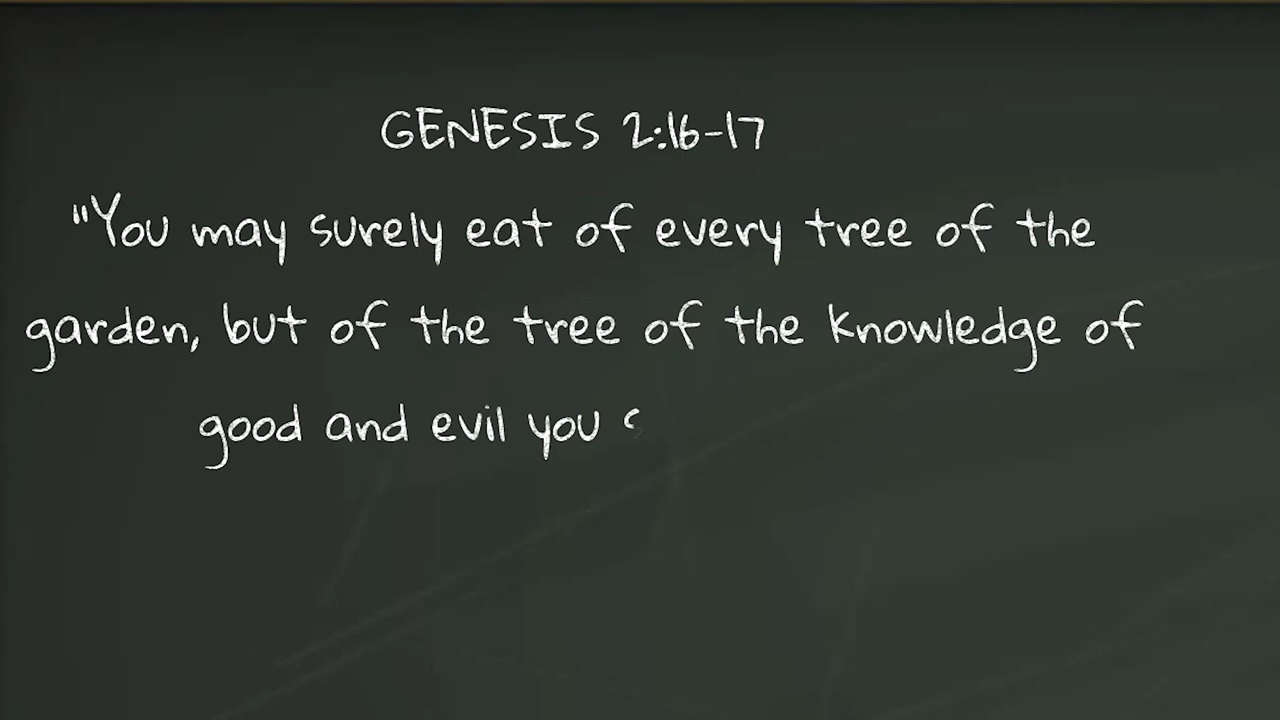 GENESIS 2:16-17
"You may surely eat of every tree of the
garden, but of the tree of the knowledge of
good and evil you